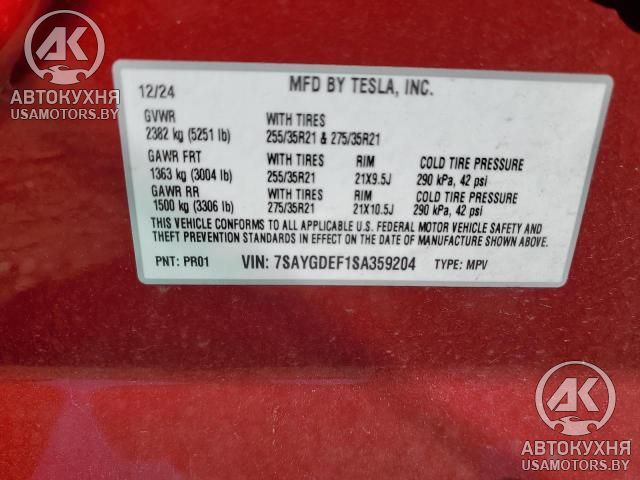 АК
АВТОКУХНЯ
USAMOTORS.BY
12/24 MFD BY TESLA, INC.
GVWR WITH TIRES
2382 kg (5251 lb) 255/35R21 & 275/35R21
GAWR FRT WITH TIRES RIM COLD TIRE PRESSURE
1363 kg (3004 lb) 255/35R21 21X9.5J 290 kPa, 42 psi
GAWR RR WITH TIRES RIM COLD TIRE PRESSURE
1500 kg (3306 lb) 275/35R21 21X10.5J 290 kPa, 42 psi
THIS VEHICLE CONFORMS TO ALL APPLICABLE U.S. FEDERAL MOTOR VEHICLE SAFETY AND
THEFT PREVENTION STANDARDS IN EFFECT ON THE DATE OF MANUFACTURE SHOWN ABOVE.
PNT: PR01 VIN: 7SAYGDEF1SA359204 TYPE: MPV
АК
АВТОКУХНЯ
USAMOTORS.BY